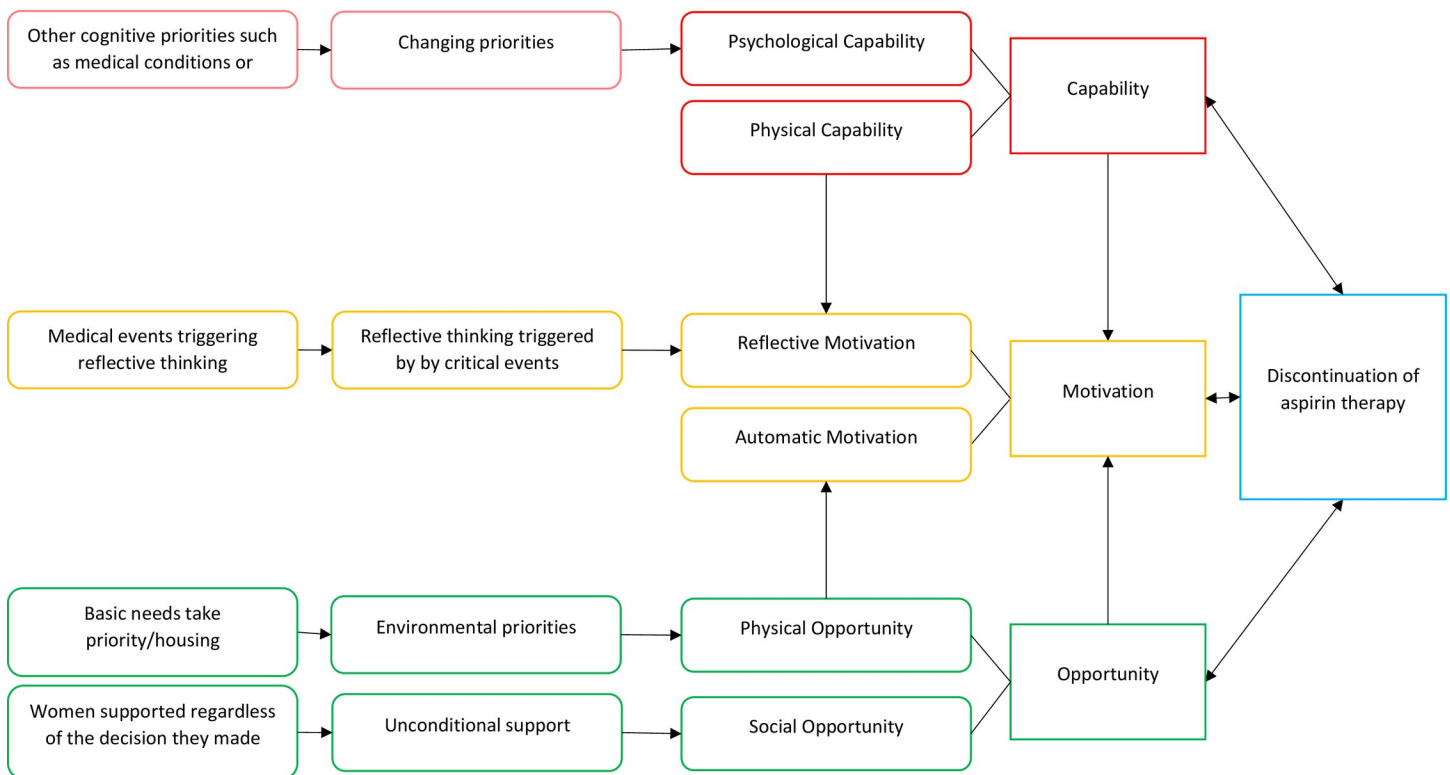 Other cognitive priorities such
as medical conditions or
Changing priorities
Psychological Capability
Physical Capability
Capability
Medical events triggering
reflective thinking
Reflective thinking triggered
by by critical events
Reflective Motivation
Automatic Motivation
Motivation
Discontinuation of
aspirin therapy
Basic needs take
priority/housing
Environmental priorities
Physical Opportunity
Opportunity
Women supported regardless
of the decision they made
Unconditional support
Social Opportunity